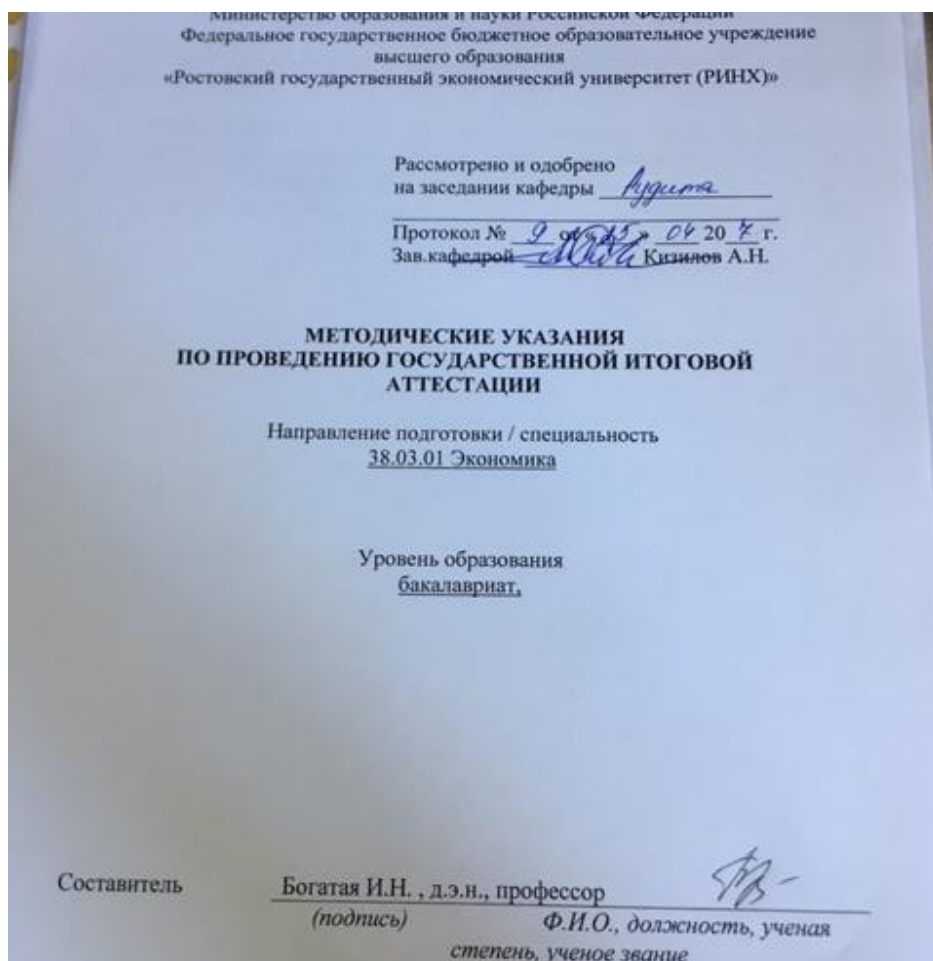 Министерство образования и науки Российской Федерации
Федеральное государственное бюджетное образовательное учреждение
высшего образования
«Ростовский государственный экономический университет (РИНХ)»
Рассмотрено и одобрено
на заседании кафедры Аудита
Протокол № 9 от «25» 04 20 7 г.
Зав.кафедрой Кизилов А.Н.
МЕТОДИЧЕСКИЕ УКАЗАНИЯ
ПО ПРОВЕДЕНИЮ ГОСУДАРСТВЕННОЙ ИТОГОВОЙ
АТТЕСТАЦИИ
Направление подготовки / специальность
38.03.01 Экономика
Уровень образования
бакалавриат,
Составитель Богатая И.Н. , д.э.н., профессор
(подпись) Ф.И.О., должность, ученая
степень, ученое звание